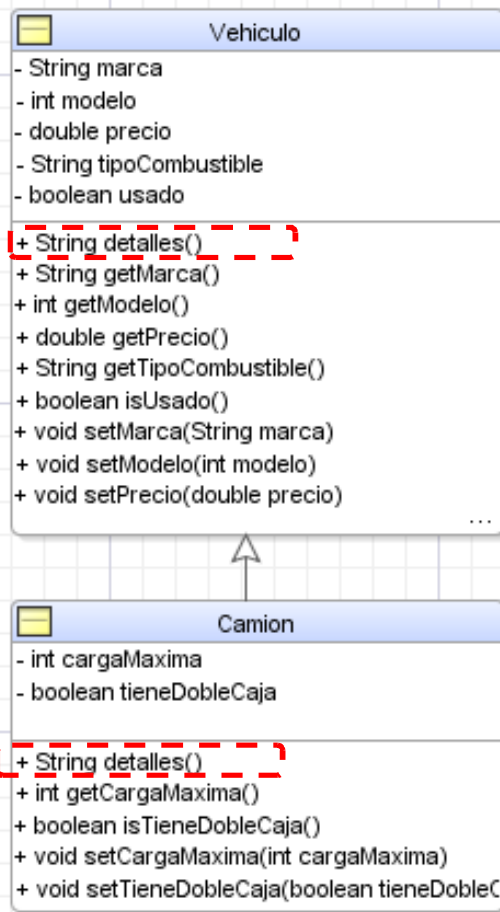 Vehiculo
- String marca
- int modelo
- double precio
- String tipoCombustible
- boolean usado
+ String detalles()
+ String getMarca()
+ int getModelo()
+ double getPrecio()
+ String getTipoCombustible()
+ boolean isUsado()
+ void setMarca(String marca)
+ void setModelo(int modelo)
+ void setPrecio(double precio)
...
Camion
- int cargaMaxima
- boolean tieneDobleCaja
+ String detalles()
+ int getCargaMaxima()
+ boolean isTieneDobleCaja()
+ void setCargaMaxima(int cargaMaxima)
+ void setTieneDobleCaja(boolean tieneDobleC